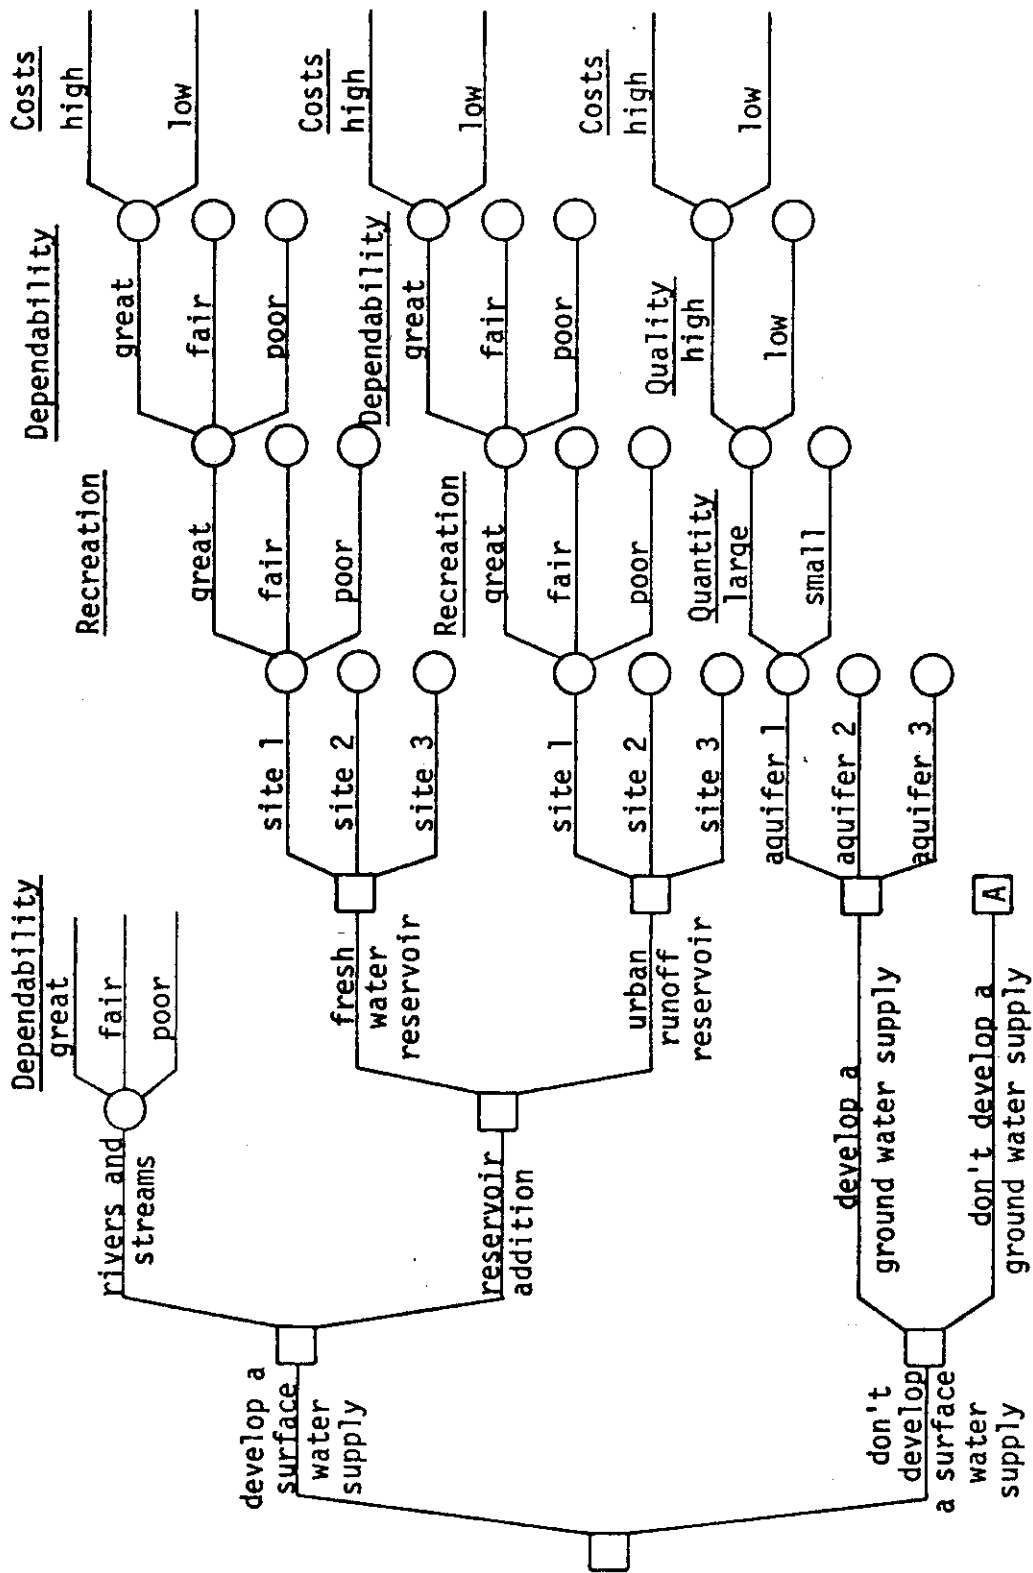 develop a
surface
water
supply
don't
develop
a surface
water
supply
rivers and
streams
reservoir
addition
develop a
ground water supply
don't develop a
ground water supply
A
Dependability
great
fair
poor
fresh
water
reservoir
urban
runoff
reservoir
site 1
site 2
site 3
site 1
site 2
site 3
aquifer 1
aquifer 2
aquifer 3
Recreation
great
fair
poor
Recreation
great
fair
poor
Quantity
large
small
Dependability
great
fair
poor
Dependability
great
fair
poor
Quality
high
low
Costs
high
low
Costs
high
low
Costs
high
low